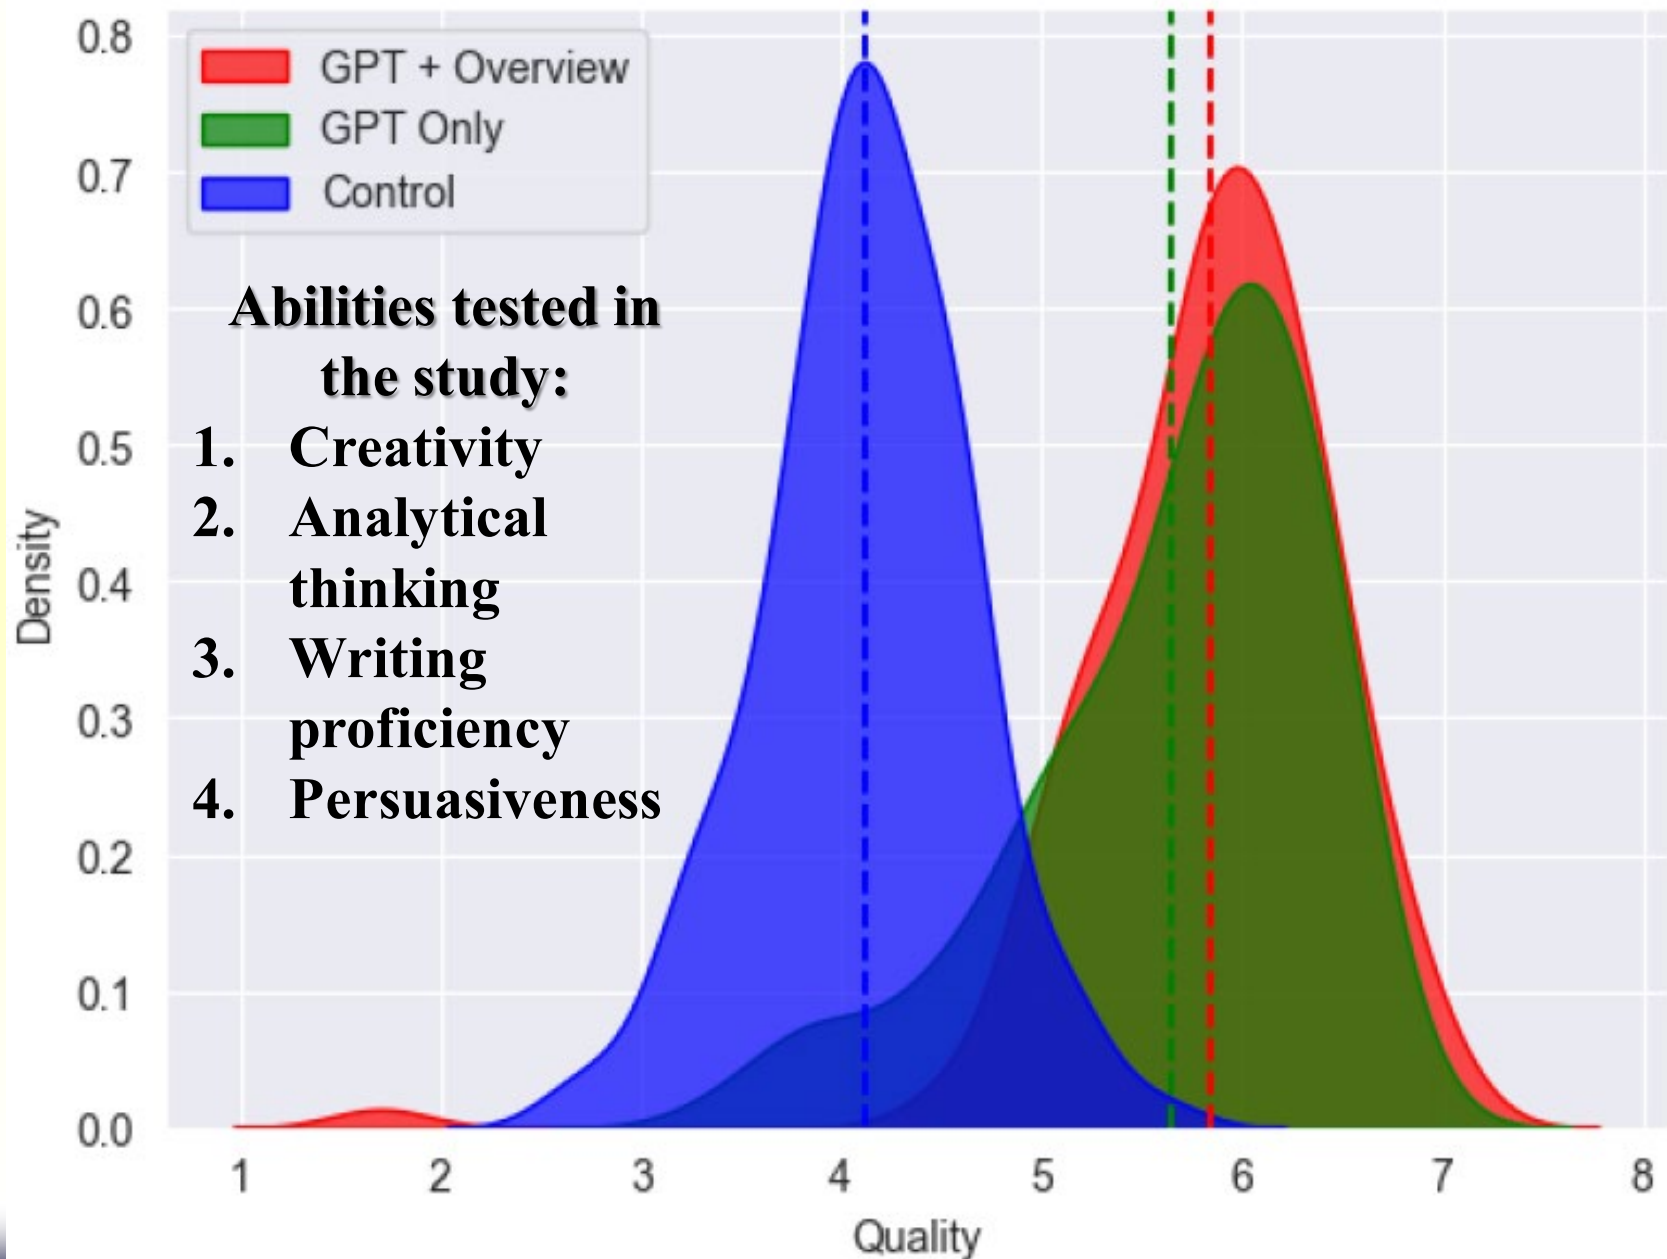 0.8
0.7
0.6
0.5
0.4
0.3
0.2
0.1
0.0
Density
GPT + Overview
GPT Only
Control
Abilities tested in
the study:
1. Creativity
2. Analytical
thinking
3. Writing
proficiency
4. Persuasiveness
1 2 3 4 5 6 7 8
Quality